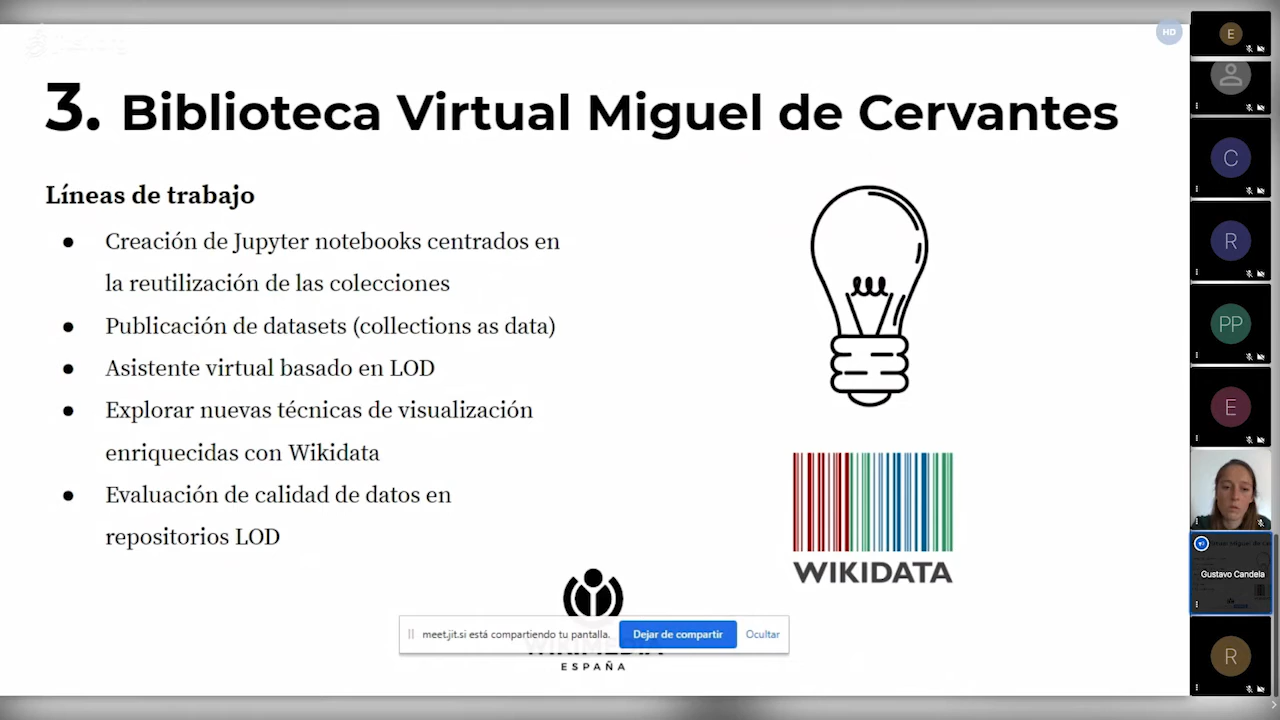 HD
3. Biblioteca Virtual Miguel de Cervantes
Líneas de trabajo
● Creación de Jupyter notebooks centrados en
la reutilización de las colecciones
● Publicación de datasets (collections as data)
● Asistente virtual basado en LOD
● Explorar nuevas técnicas de visualización
enriquecidas con Wikidata
● Evaluación de calidad de datos en
repositorios LOD
WIKIDATA
meet.jit.si está compartiendo tu pantalla.
Dejar de compartir
Ocultar
WIKIMEDIA
ESPAÑA
E
C
R
PP
E
Gustavo Candela
R